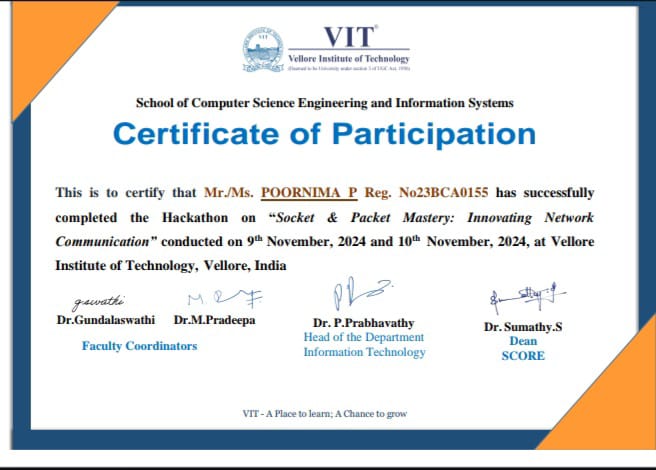 VIT®
Vellore Institute of Technology
(Deemed to be University under section 3 of UGC Act, 1956)
School of Computer Science Engineering and Information Systems
Certificate of Participation
This is to certify that Mr./Ms. POORNIMA P Reg. No23BCA0155 has successfully
completed the Hackathon on “Socket & Packet Mastery: Innovating Network
Communication” conducted on 9th November, 2024 and 10th November, 2024, at Vellore
Institute of Technology, Vellore, India
g.swathi
Dr.Gundalaswathi Dr.M.Pradeepa
Faculty Coordinators
Dr. P.Prabhavathy
Head of the Department
Information Technology
Dr. Sumathy.S
Dean
SCORE
VIT - A Place to learn; A Chance to grow